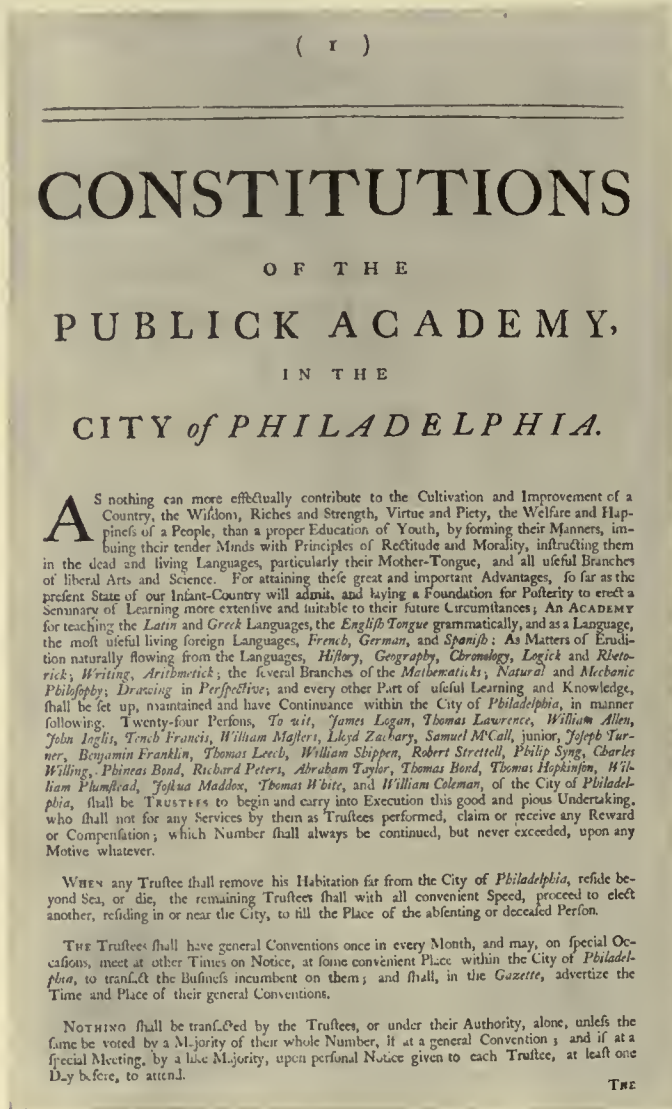 ( 1 )
CONSTITUTIONS
OF THE
PUBLICK ACADEMY,
IN THE
CITY of PHILADELPHIA.
AS nothing can more effectually contribute to the Cultivation and Improvement of a
Country, the Wiſdom, Riches and Strength, Virtue and Piety, the Welfare and Hap-
pineſs of a People, than a proper Education of Youth, by forming their Manners, im-
buing their tender Minds with Principles of Rectitude and Morality, inſtructing them
in the dead and living Languages, particularly their Mother-Tongue, and all uſeful Branches
of liberal Arts and Science. For attaining theſe great and important Advantages, ſo far as the
preſent State of our Infant-Country will admit, and laying a Foundation for Poſterity to erect a
Seminary of Learning more extenſive and ſuitable to their future Circumſtances; An ACADEMY
for teaching the Latin and Greek Languages, the Engliſh Tongue grammatically, and as a Language,
the moſt uſeful living foreign Languages, French, German, and Spaniſh: As Matters of Erudi-
tion naturally flowing from the Languages, Hiſtory, Geography, Chronology, Logick and Rheto-
rick; Writing, Arithmetick; the ſeveral Branches of the Mathematicks; Natural and Mechanic
Philoſophy; Drawing in Perſpective; and every other Part of uſeful Learning and Knowledge,
ſhall be ſet up, maintained and have Continuance within the City of Philadelphia, in manner
following. Twenty-four Perſons, To wit, James Logan, Thomas Lawrence, William Allen,
John Inglis, Tench Francis, William Maſters, Lloyd Zachary, Samuel M'Call, junior, Joſeph Tur-
ner, Benjamin Franklin, Thomas Leech, William Shippen, Robert Strettell, Philip Syng, Charles
Willing, Phineas Bond, Richard Peters, Abraham Taylor, Thomas Bond, Thomas Hopkinſon, Wil-
liam Plumſtead, Joſhua Maddox, Thomas White, and William Coleman, of the City of Philadel-
phia, ſhall be TRUSTEES to begin and carry into Execution this good and pious Undertaking,
who ſhall not for any Services by them as Truſtees performed, claim or receive any Reward
or Compenſation; which Number ſhall always be continued, but never exceeded, upon any
Motive whatever.
WHEN any Truſtee ſhall remove his Habitation far from the City of Philadelphia, reſide be-
yond Sea, or die, the remaining Truſtees ſhall with all convenient Speed, proceed to elect
another, reſiding in or near the City, to fill the Place of the abſenting or deceaſed Perſon.
THE Truſtees ſhall have general Conventions once in every Month, and may, on ſpecial Oc-
caſions, meet at other Times on Notice, at ſome convenient Place within the City of Philadel-
phia, to tranſact the Buſineſs incumbent on them; and ſhall, in the Gazette, advertize the
Time and Place of their general Conventions.
NOTHING ſhall be tranſacted by the Truſtees, or under their Authority, alone, unleſs the
ſame be voted by a Majority of their whole Number, if at a general Convention; and if at a
ſpecial Meeting, by a like Majority, upon perſonal Notice given to each Truſtee, at leaſt one
Day before, to attend.
THE